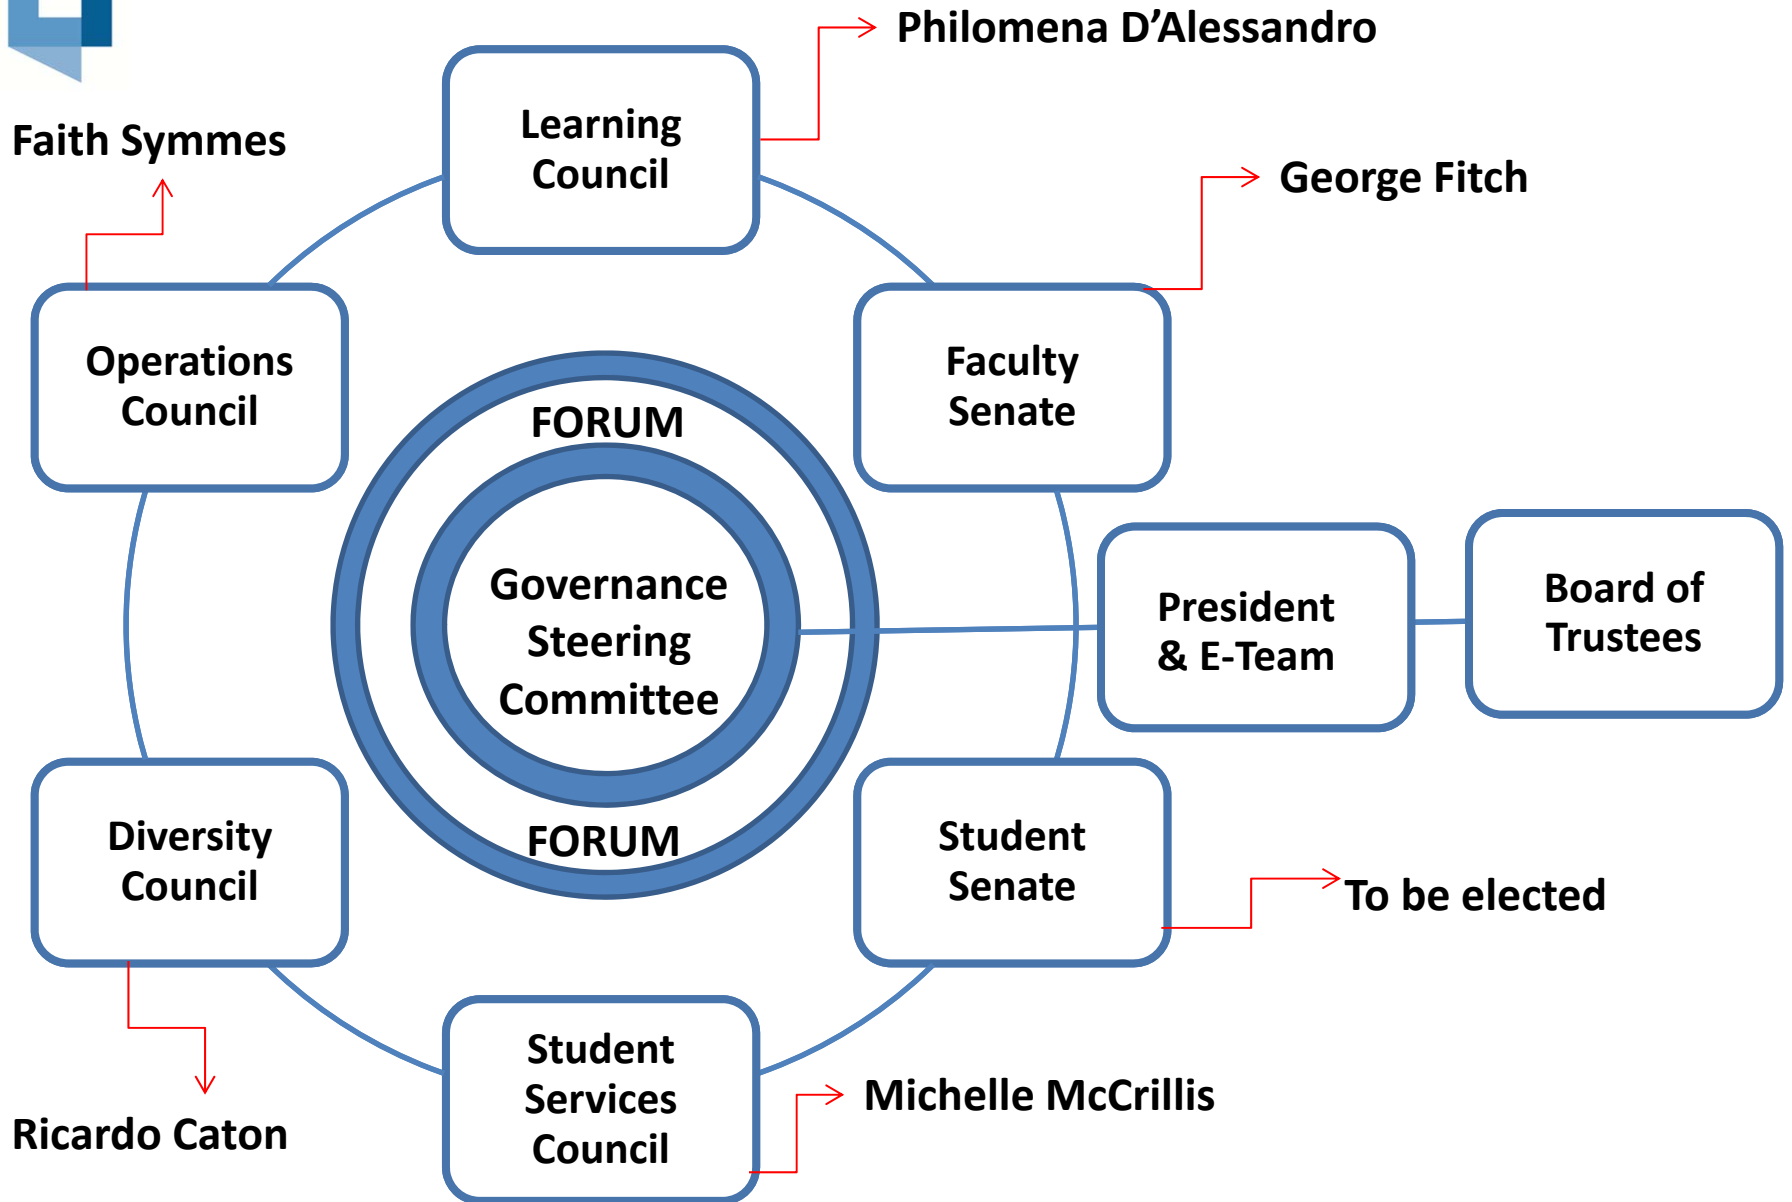 Philomena D’Alessandro
Learning
Council
Faith Symmes
George Fitch
Operations
Council
Faculty
Senate
FORUM
Governance
Steering
Committee
President
& E-Team
Board of
Trustees
FORUM
Diversity
Council
Student
Senate
To be elected
Student
Services
Council
Michelle McCrillis
Ricardo Caton